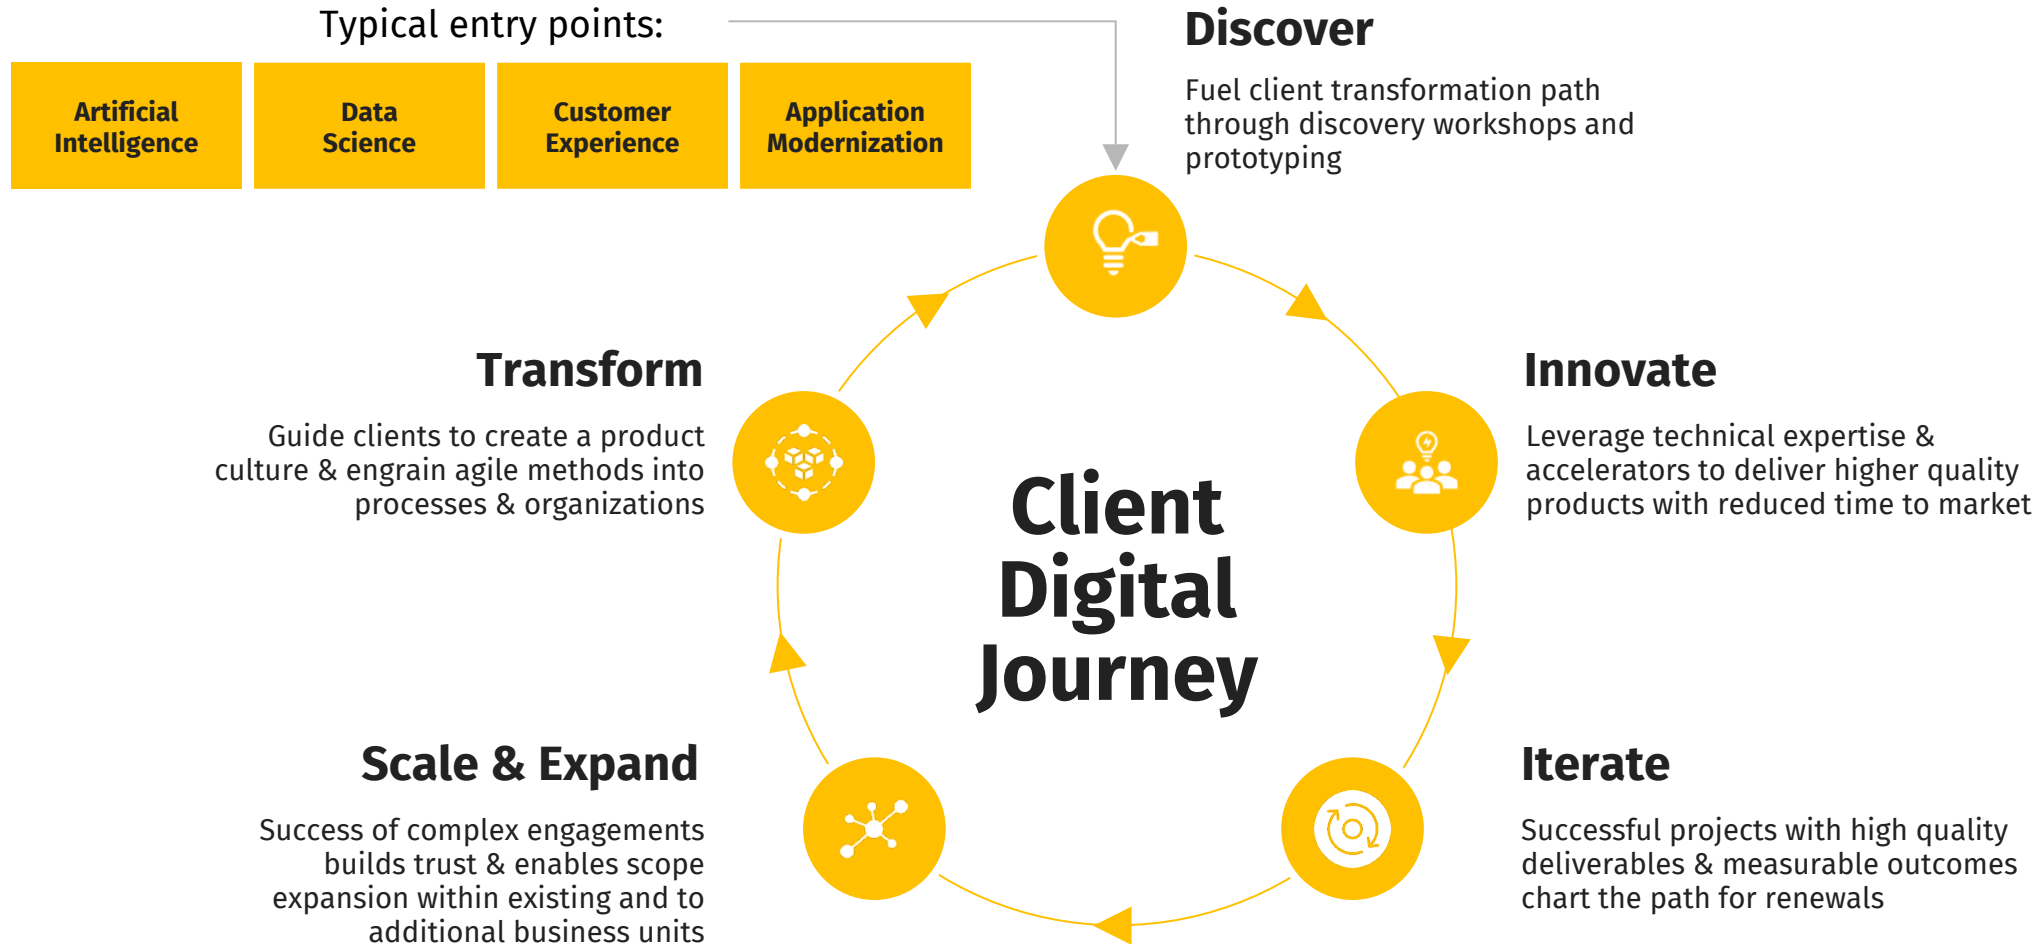 Typical entry points:
Artificial
Intelligence
Data
Science
Customer
Experience
Application
Modernization
Discover
Fuel client transformation path
through discovery workshops and
prototyping
Innovate
Leverage technical expertise &
accelerators to deliver higher quality
products with reduced time to market
Iterate
Successful projects with high quality
deliverables & measurable outcomes
chart the path for renewals
Scale & Expand
Success of complex engagements
builds trust & enables scope
expansion within existing and to
additional business units
Transform
Guide clients to create a product
culture & engrain agile methods into
processes & organizations
Client
Digital
Journey